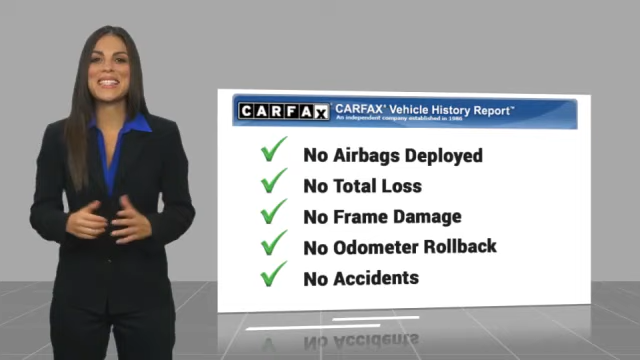 CARFAX CARFAX® Vehicle History Report™
An independent company established in 1986
No Airbags Deployed
No Total Loss
No Frame Damage
No Odometer Rollback
No Accidents